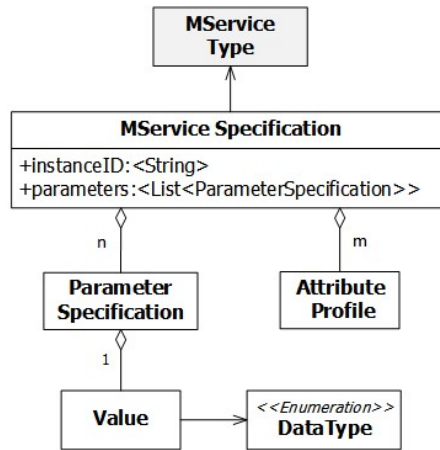 MService
Type
MService Specification
+instanceID:<String>
+parameters:<List<ParameterSpecification>>
n
m
Parameter
Specification
Attribute
Profile
1
Value
<<Enumeration>>
DataType